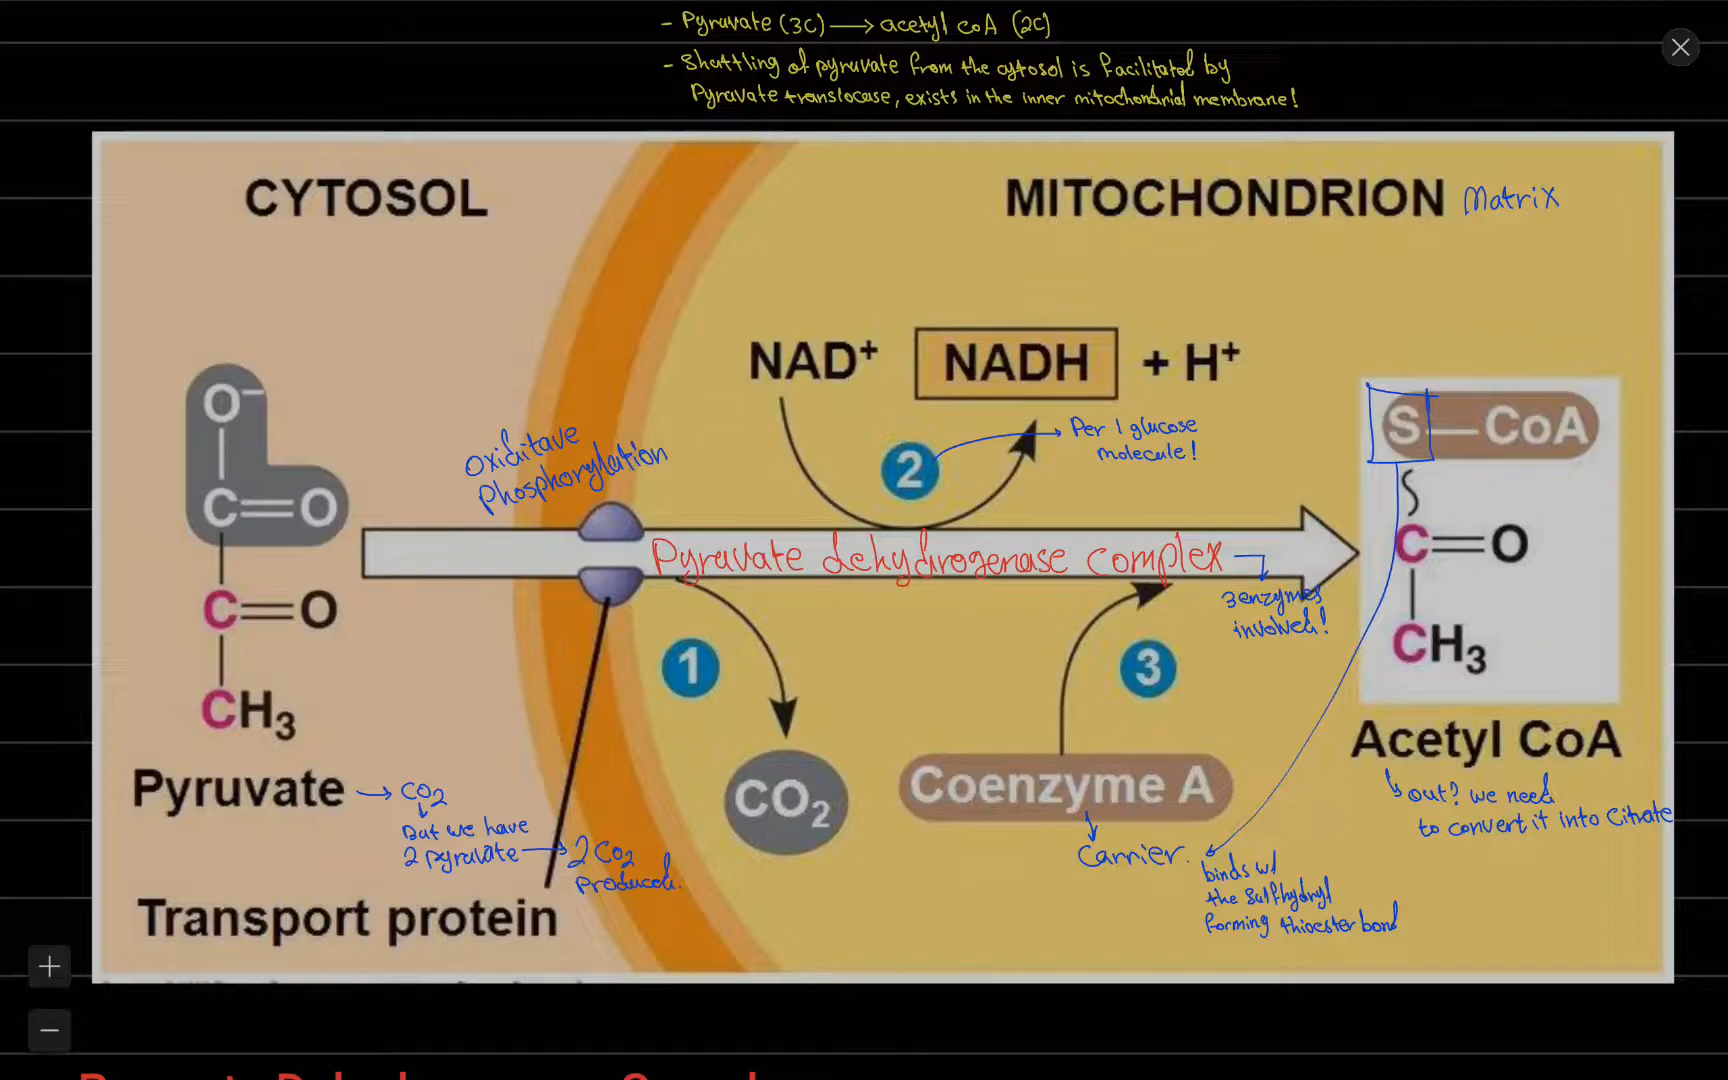 - Pyruvate (3C) → acetyl coA (2C)
- Shuttling of pyruvate from the cytosol is facilitated by
Pyruvate translocase, exists in the inner mitochondrial membrane!
CYTOSOL
MITOCHONDRION Matrix
NAD⁺ NADH + H⁺
O⁻
S—CoA
Oxiditave
phosphorylation
2 → Per 1 glucose
molecule!
C=O
Pyruvate dehydrogenase complex
C=O
3 enzymes
involved!
C=O
CH₃
1
3
CH₃
Acetyl CoA
Pyruvate → CO2
But we have
2 pyruvate → 2 CO2
Produced.
CO₂
Coenzyme A
Carrier.
out? we need
to convert it into Citrate
binds w/
the sulfhydryl
forming thioester bond
Transport protein